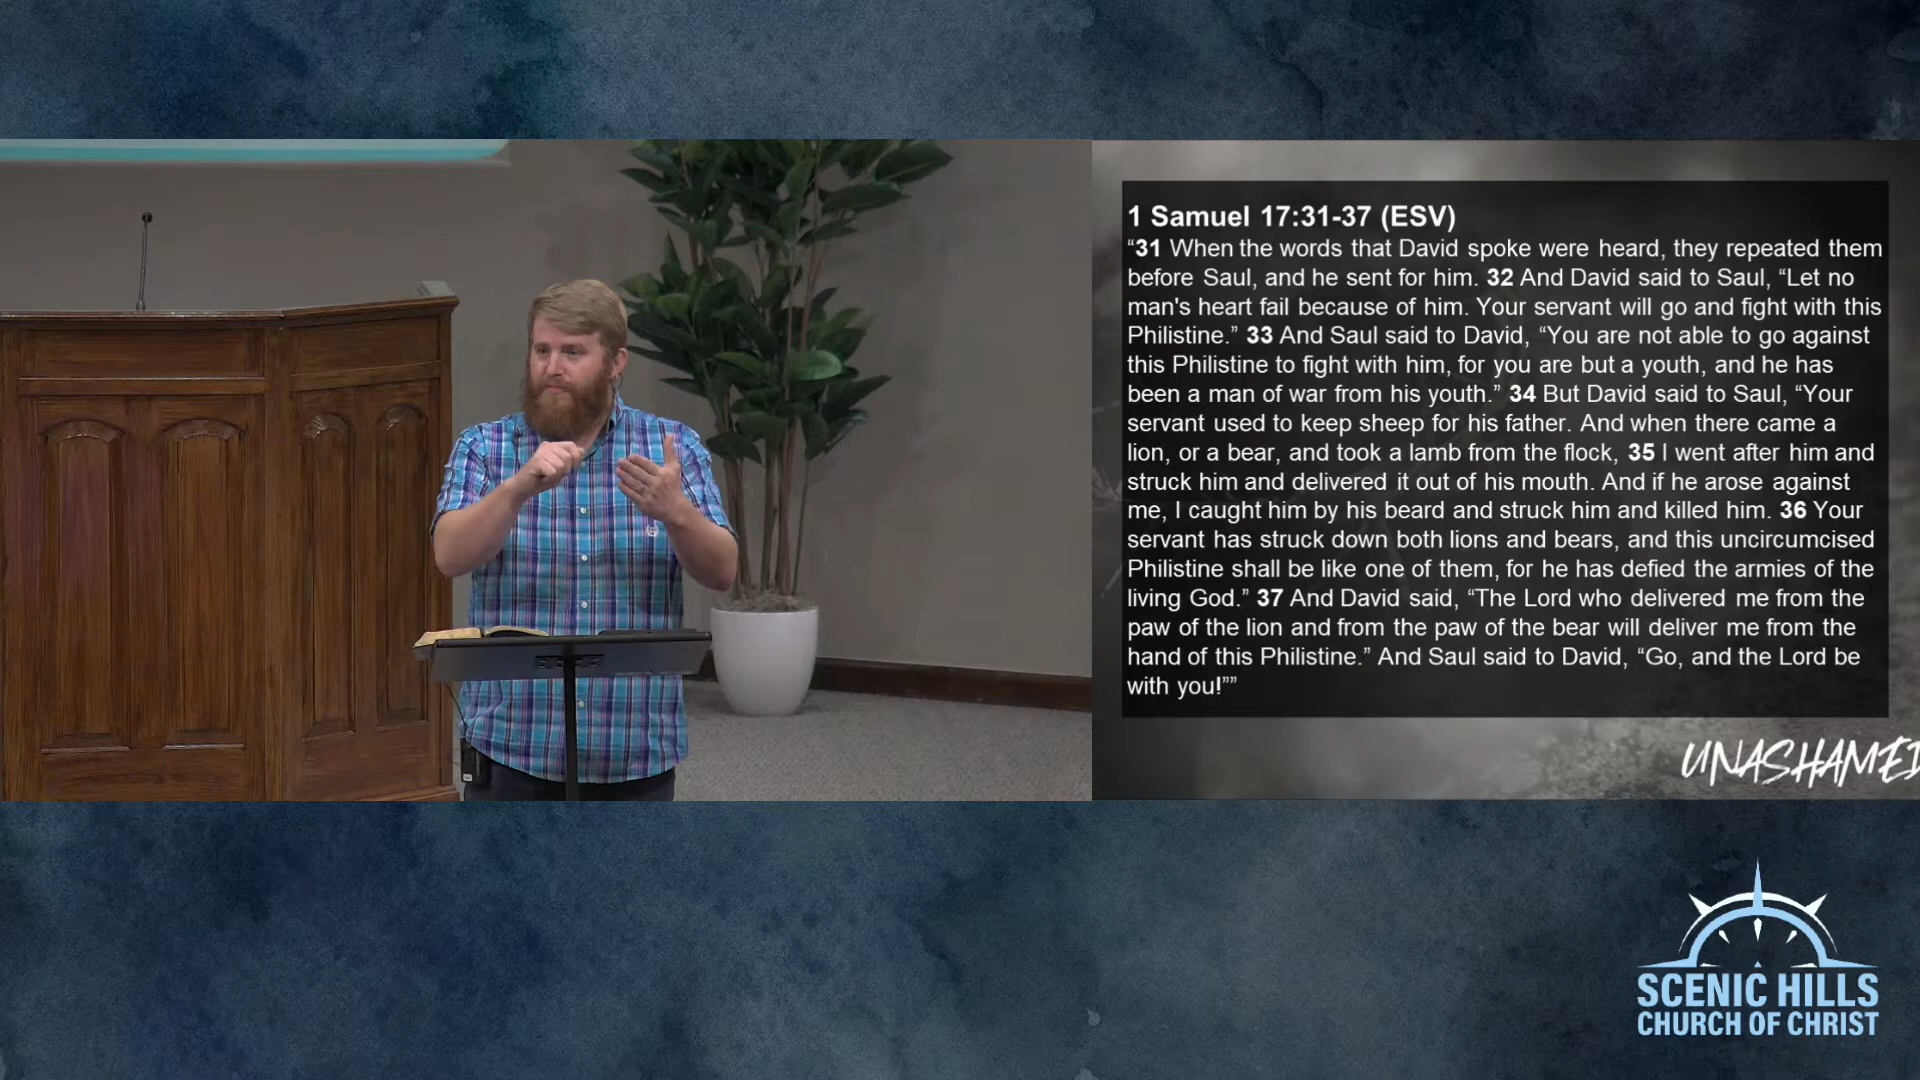 1 Samuel 17:31-37 (ESV)
“31 When the words that David spoke were heard, they repeated them
before Saul, and he sent for him. 32 And David said to Saul, “Let no
man's heart fail because of him. Your servant will go and fight with this
Philistine.” 33 And Saul said to David, “You are not able to go against
this Philistine to fight with him, for you are but a youth, and he has
been a man of war from his youth.” 34 But David said to Saul, “Your
servant used to keep sheep for his father. And when there came a
lion, or a bear, and took a lamb from the flock, 35 I went after him and
struck him and delivered it out of his mouth. And if he arose against
me, I caught him by his beard and struck him and killed him. 36 Your
servant has struck down both lions and bears, and this uncircumcised
Philistine shall be like one of them, for he has defied the armies of the
living God.” 37 And David said, “The Lord who delivered me from the
paw of the lion and from the paw of the bear will deliver me from the
hand of this Philistine.” And Saul said to David, “Go, and the Lord be
with you!””
UNASHAMED
SCENIC HILLS
CHURCH OF CHRIST